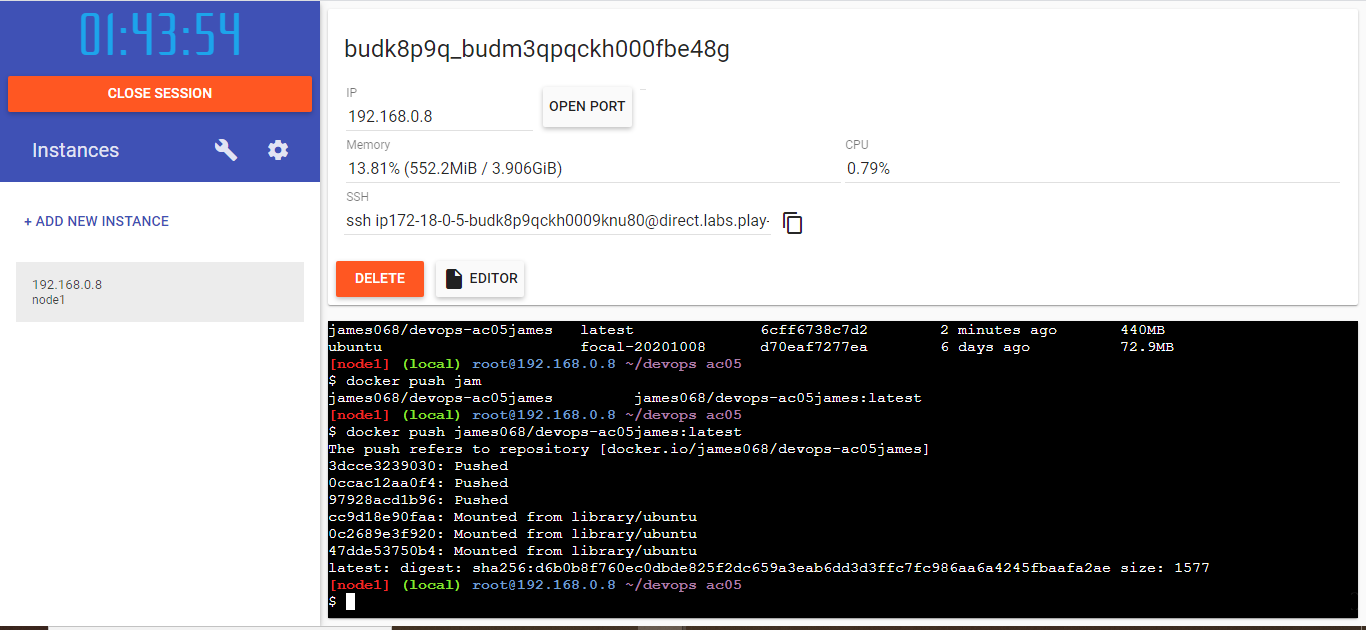 01:43:54
CLOSE SESSION
Instances
+ ADD NEW INSTANCE
192.168.0.8
node1
budk8p9q_budm3qpqckh000fbe48g
IP
192.168.0.8
OPEN PORT
Memory
13.81% (552.2MiB / 3.906GiB)
CPU
0.79%
SSH
ssh ip172-18-0-5-budk8p9qckh0009knu80@direct.labs.play-
DELETE
EDITOR
james068/devops-ac05james latest 6cff6738c7d2 2 minutes ago 440MB
ubuntu focal-20201008 d70eaf7277ea 6 days ago 72.9MB
[node1] (local) root@192.168.0.8 ~/devops ac05
$ docker push jam
james068/devops-ac05james james068/devops-ac05james:latest
[node1] (local) root@192.168.0.8 ~/devops ac05
$ docker push james068/devops-ac05james:latest
The push refers to repository [docker.io/james068/devops-ac05james]
3dcce3239030: Pushed
0ccac12aa0f4: Pushed
97928acd1b96: Pushed
cc9d18e90faa: Mounted from library/ubuntu
0c2689e3f920: Mounted from library/ubuntu
47dde53750b4: Mounted from library/ubuntu
latest: digest: sha256:d6b0b8f760ec0dbde825f2dc659a3eab6dd3d3ffc7fc986aa6a4245fbaafa2ae size: 1577
[node1] (local) root@192.168.0.8 ~/devops ac05
$